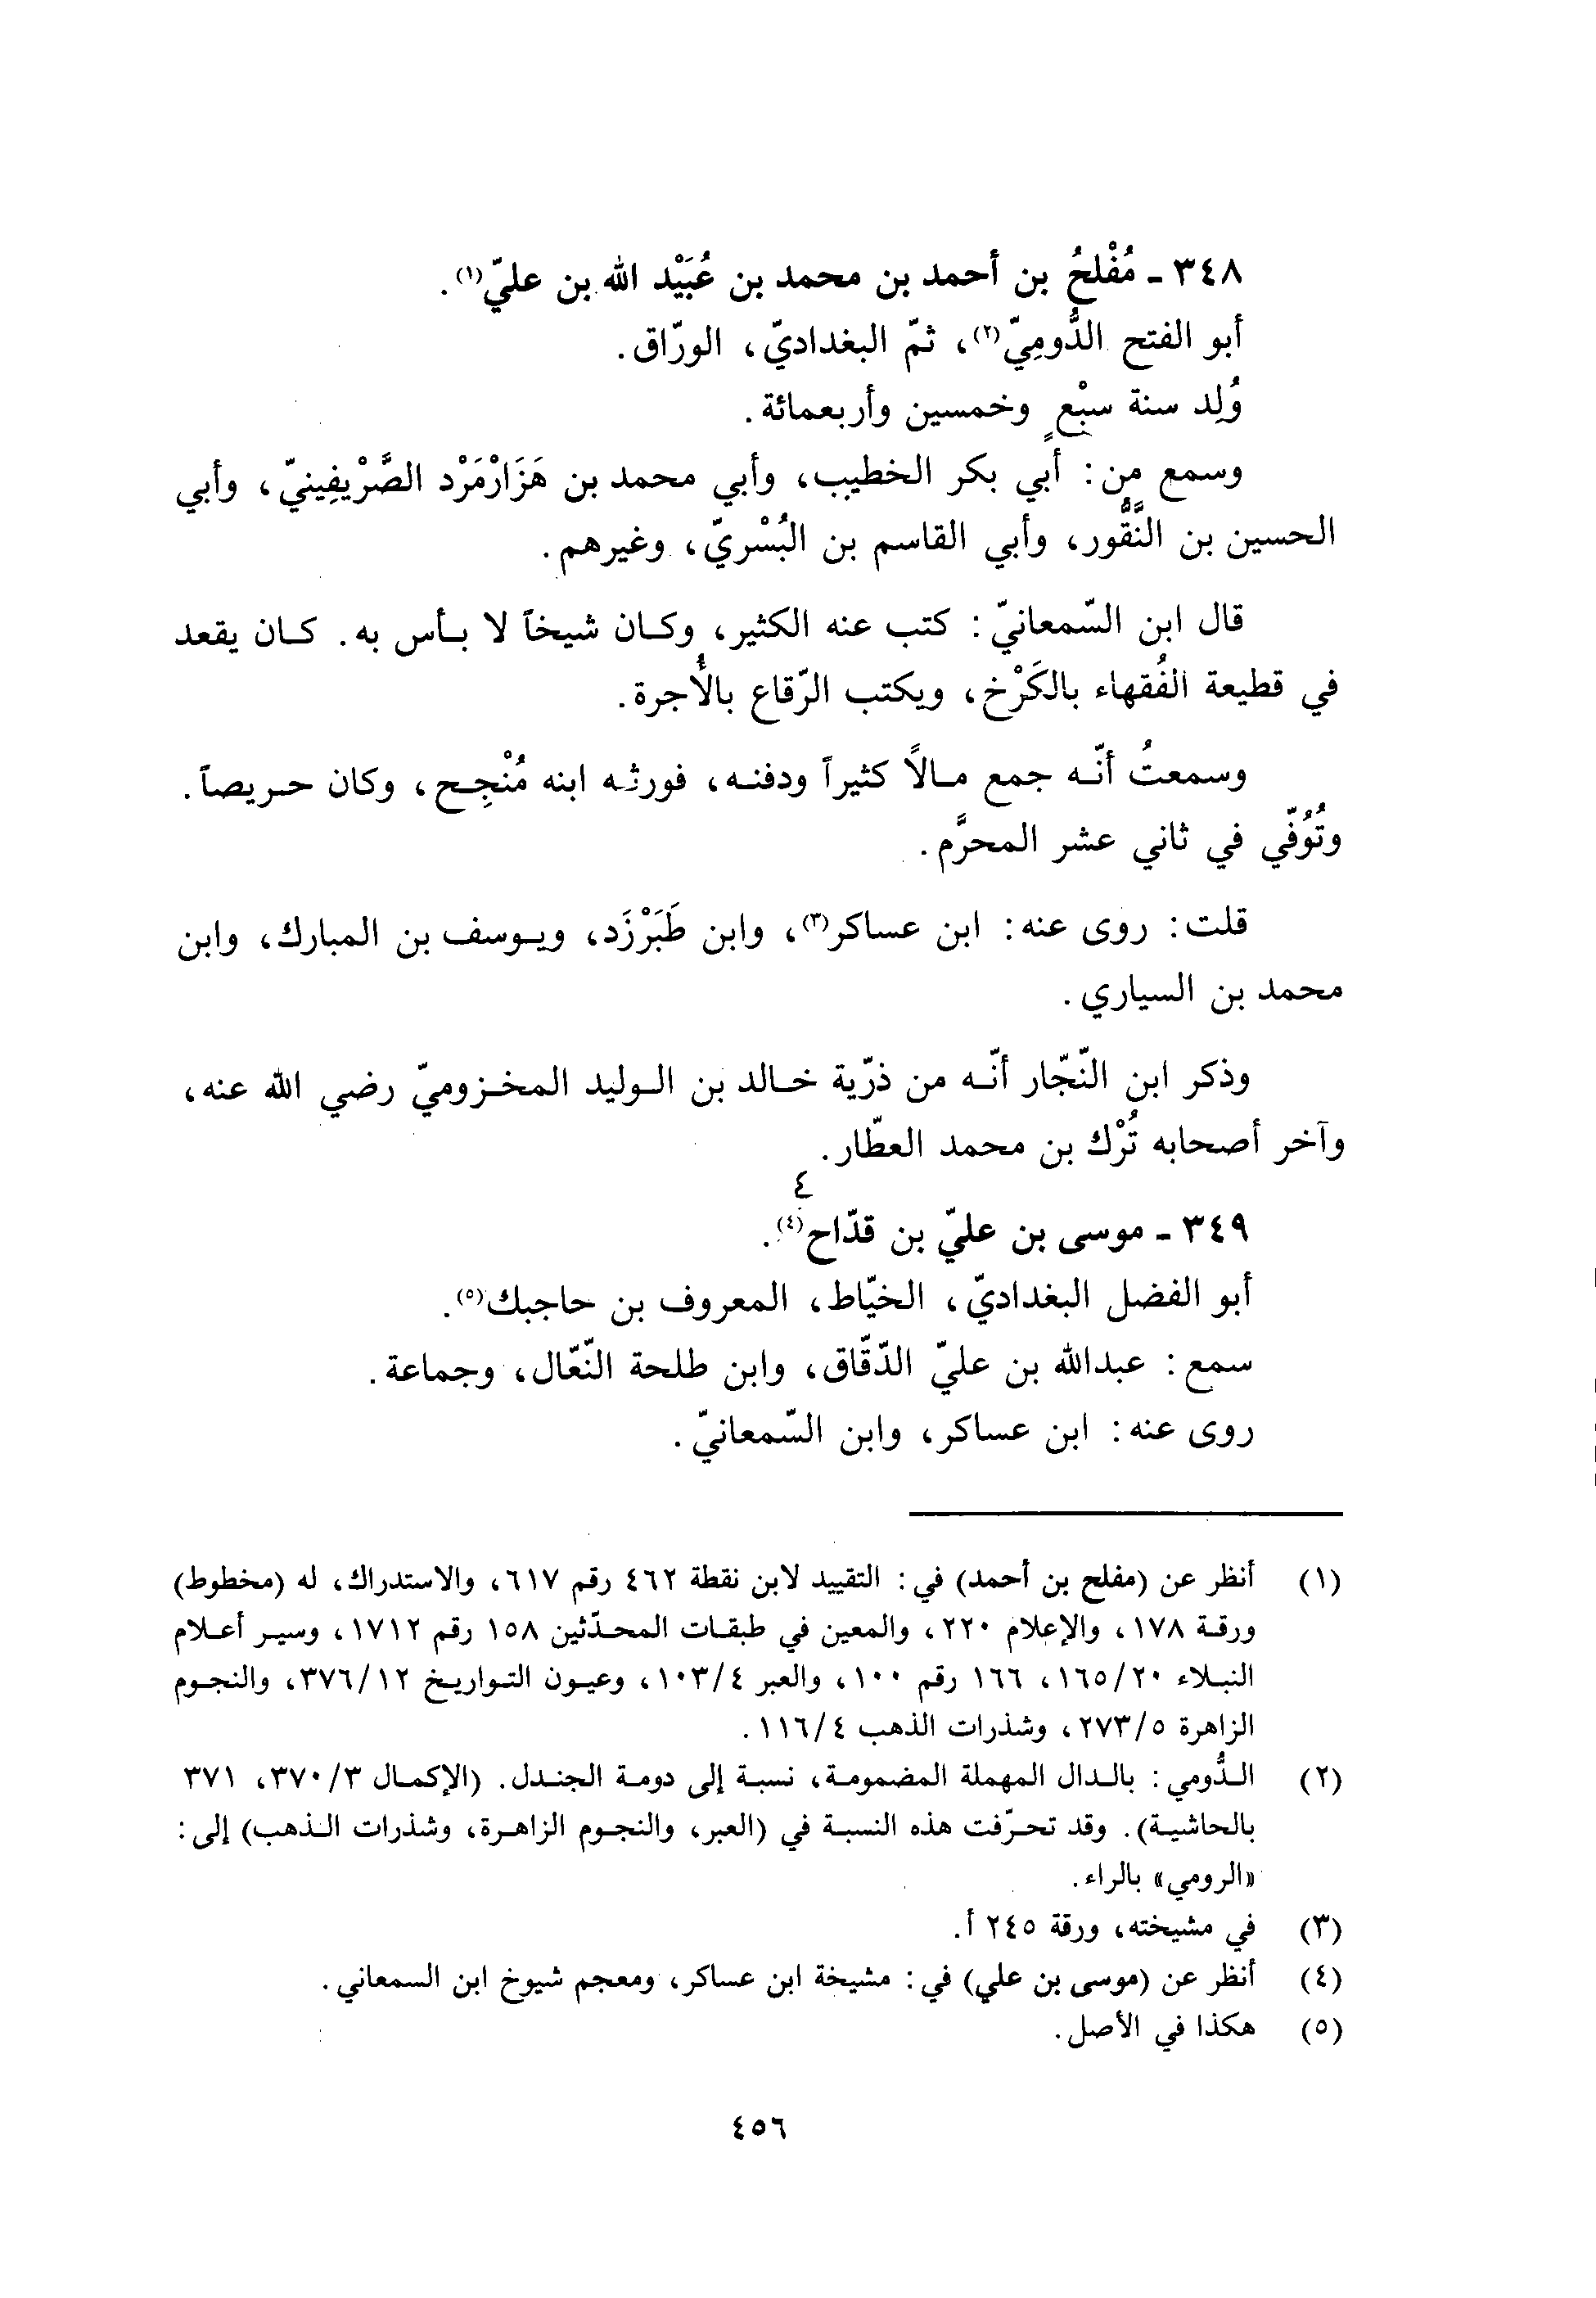 ٣٤٨ - مُفْلحُ بن أحمد بن محمد بن عُبَيْد الله بن عليّ(١).
أبو الفتح الدُّومِيّ(٢)، ثمّ البغداديّ، الورّاق.
وُلِد سنة سبْعٍ وخمسين وأربعمائة.
وسمع من: أبي بكر الخطيب، وأبي محمد بن هَزَارْمَرْد الصَّرْيفِينيّ، وأبي
الحسين بن النَّقُّور، وأبي القاسم بن البُسْريّ، وغيرهم.
قال ابن السّمعانيّ: كتب عنه الكثير، وكان شيخاً لا بأس به. كان يقعد
في قطيعة الفُقهاء بالكَرْخ، ويكتب الرّقاع بالأُجرة.
وسمعتُ أنّه جمع مالاً كثيراً ودفنه، فورثه ابنه مُنْجِح، وكان حريصاً.
وتُوُفّي في ثاني عشر المحرَّم.
قلت: روى عنه: ابن عساكر(٣)، وابن طَبَرْزَد، ويوسف بن المبارك، وابن
محمد بن السياري.
وذكر ابن النّجّار أنّه من ذرّية خالد بن الوليد المخزوميّ رضي الله عنه،
وآخر أصحابه تُرْك بن محمد العطّار.
٤
٣٤٩ - موسى بن عليّ بن قدّاح(٤).
أبو الفضل البغداديّ، الخيّاط، المعروف بن حاجبك(٥).
سمع: عبدالله بن عليّ الدّقّاق، وابن طلحة النّعّال، وجماعة.
روى عنه: ابن عساكر، وابن السّمعانيّ.
(١) أنظر عن (مفلح بن أحمد) في: التقييد لابن نقطة ٤٦٢ رقم ٦١٧، والاستدراك، له (مخطوط)
ورقة ١٧٨، والإعلام ٢٢٠، والمعين في طبقات المحدّثين ١٥٨ رقم ١٧١٢، وسير أعلام
النبلاء ١٦٥/٢٠، ١٦٦ رقم ١٠٠، والعبر ١٠٣/٤، وعيون التواريخ ٣٧٦/١٢، والنجوم
الزاهرة ٢٧٣/٥، وشذرات الذهب ١١٦/٤.
(٢) الدُّومي: بالدال المهملة المضمومة، نسبة إلى دومة الجندل. (الإكمال ٣٧٠/٣، ٣٧١
بالحاشية). وقد تحرّفت هذه النسبة في (العبر، والنجوم الزاهرة، وشذرات الذهب) إلى:
«الرومي» بالراء.
(٣) في مشيخته، ورقة ٢٤٥ أ.
(٤) أنظر عن (موسى بن علي) في: مشيخة ابن عساكر، ومعجم شيوخ ابن السمعاني.
(٥) هكذا في الأصل.
٤٥٦